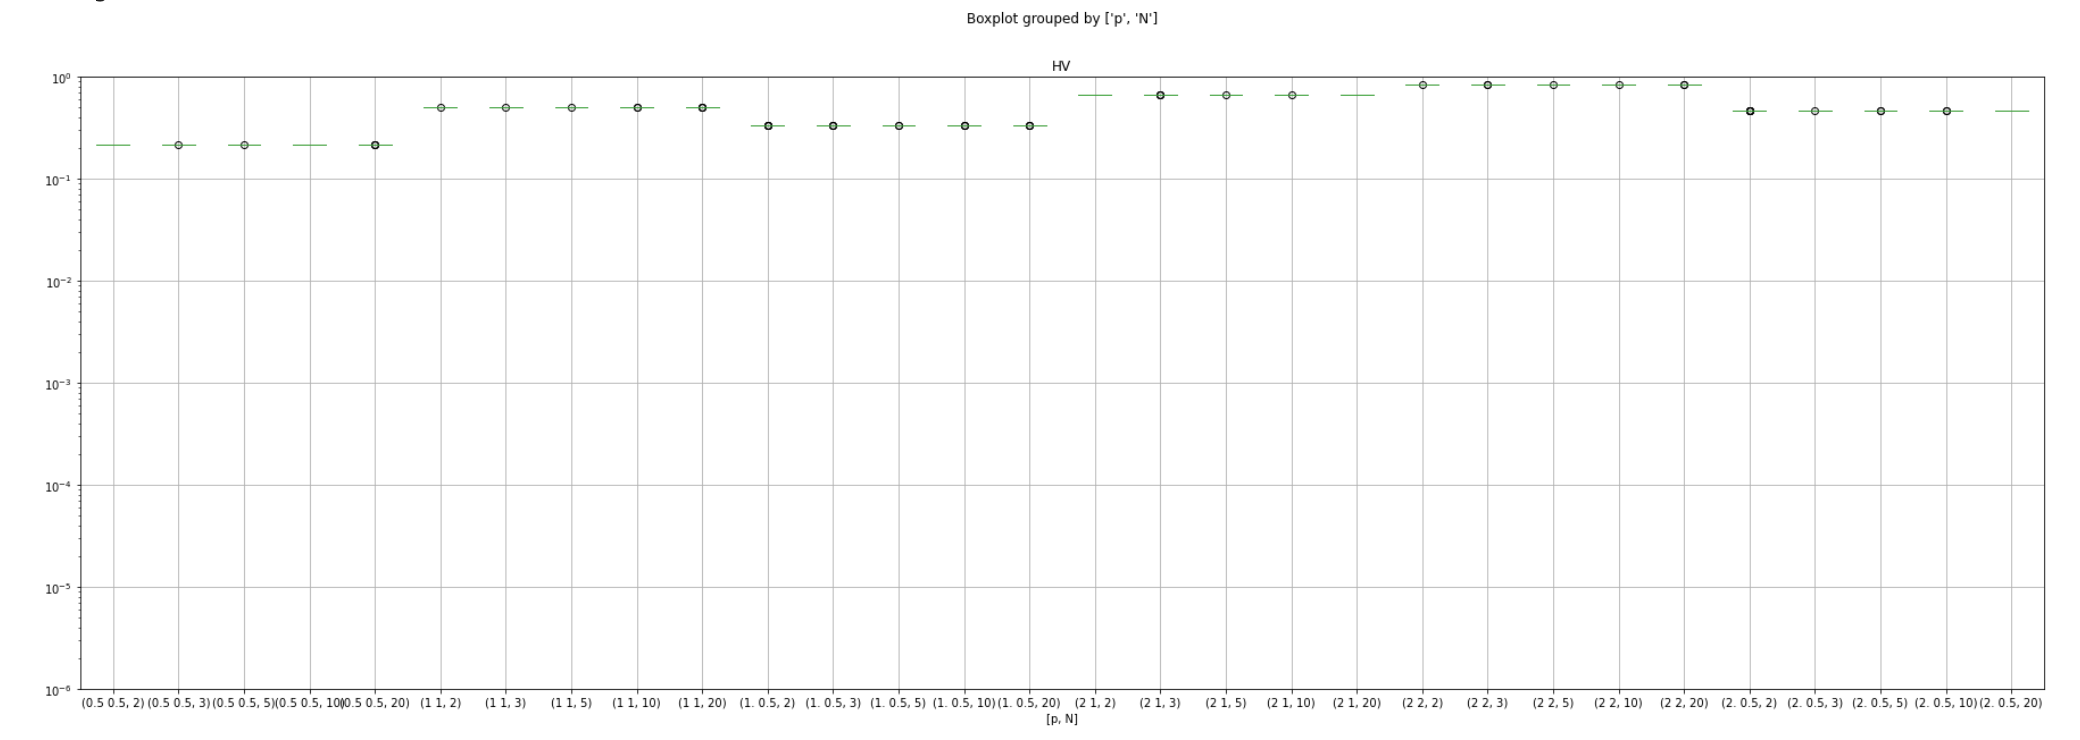 Boxplot grouped by ['p', 'N']
HV
10⁰
10⁻¹
10⁻²
10⁻³
10⁻⁴
10⁻⁵
10⁻⁶
(0.5 0.5, 2) (0.5 0.5, 3) (0.5 0.5, 5) (0.5 0.5, 10) (0.5 0.5, 20) (1 1, 2) (1 1, 3) (1 1, 5) (1 1, 10) (1 1, 20) (1. 0.5, 2) (1. 0.5, 3) (1. 0.5, 5) (1. 0.5, 10) (1. 0.5, 20) (2 1, 2) (2 1, 3) (2 1, 5) (2 1, 10) (2 1, 20) (2 2, 2) (2 2, 3) (2 2, 5) (2 2, 10) (2 2, 20) (2. 0.5, 2) (2. 0.5, 3) (2. 0.5, 5) (2. 0.5, 10) (2. 0.5, 20)
[p, N]